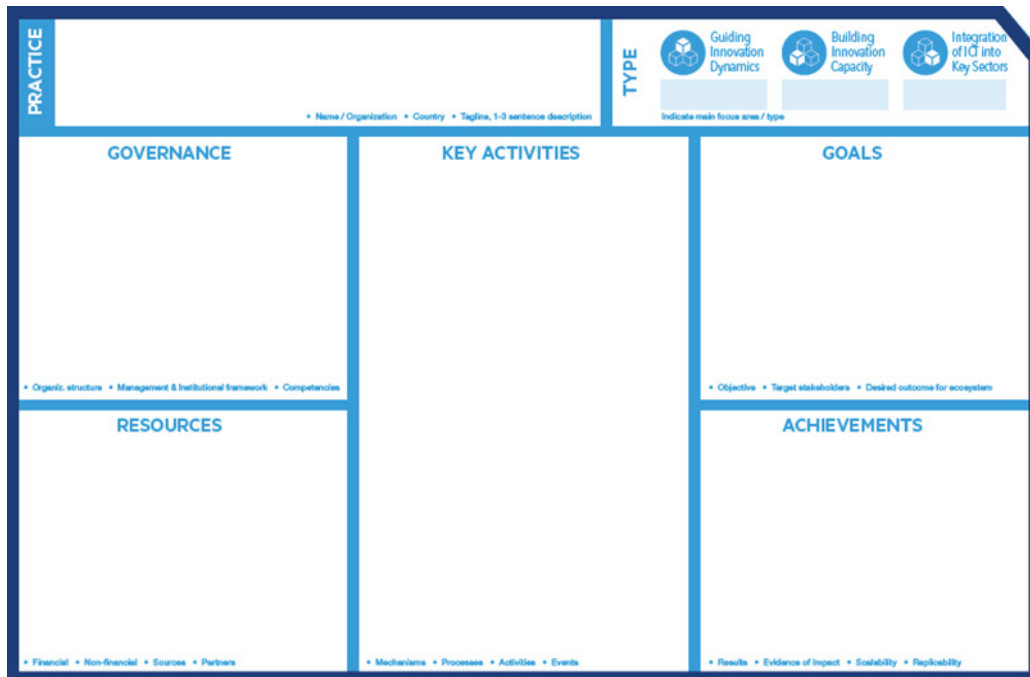 PRACTICE
• Name / Organization • Country • Tagline, 1-3 sentence description
TYPE
Guiding
Innovation
Dynamics
Building
Innovation
Capacity
Integration
of ICT into
Key Sectors
Indicate main focus area / type
GOVERNANCE
• Organiz. structure • Management & Institutional framework • Competencies
KEY ACTIVITIES
• Mechanisms • Processes • Activities • Events
GOALS
• Objective • Target stakeholders • Desired outcome for ecosystem
RESOURCES
• Financial • Non-financial • Sources • Partners
ACHIEVEMENTS
• Results • Evidence of Impact • Scalability • Replicability